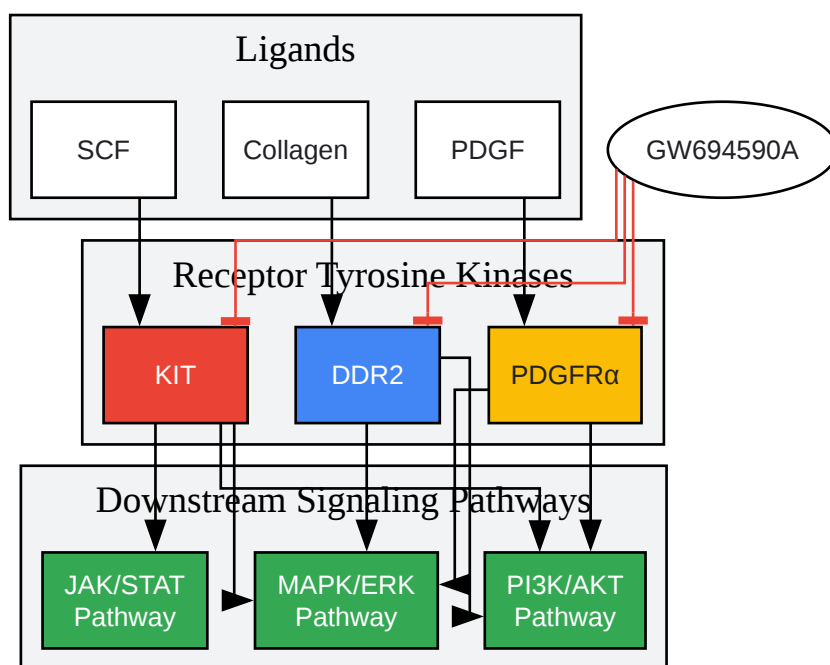 Ligands
SCF
Collagen
PDGF
GW694590A
Receptor Tyrosine Kinases
KIT
DDR2
PDGFRα
Downstream Signaling Pathways
JAK/STAT
Pathway
MAPK/ERK
Pathway
PI3K/AKT
Pathway